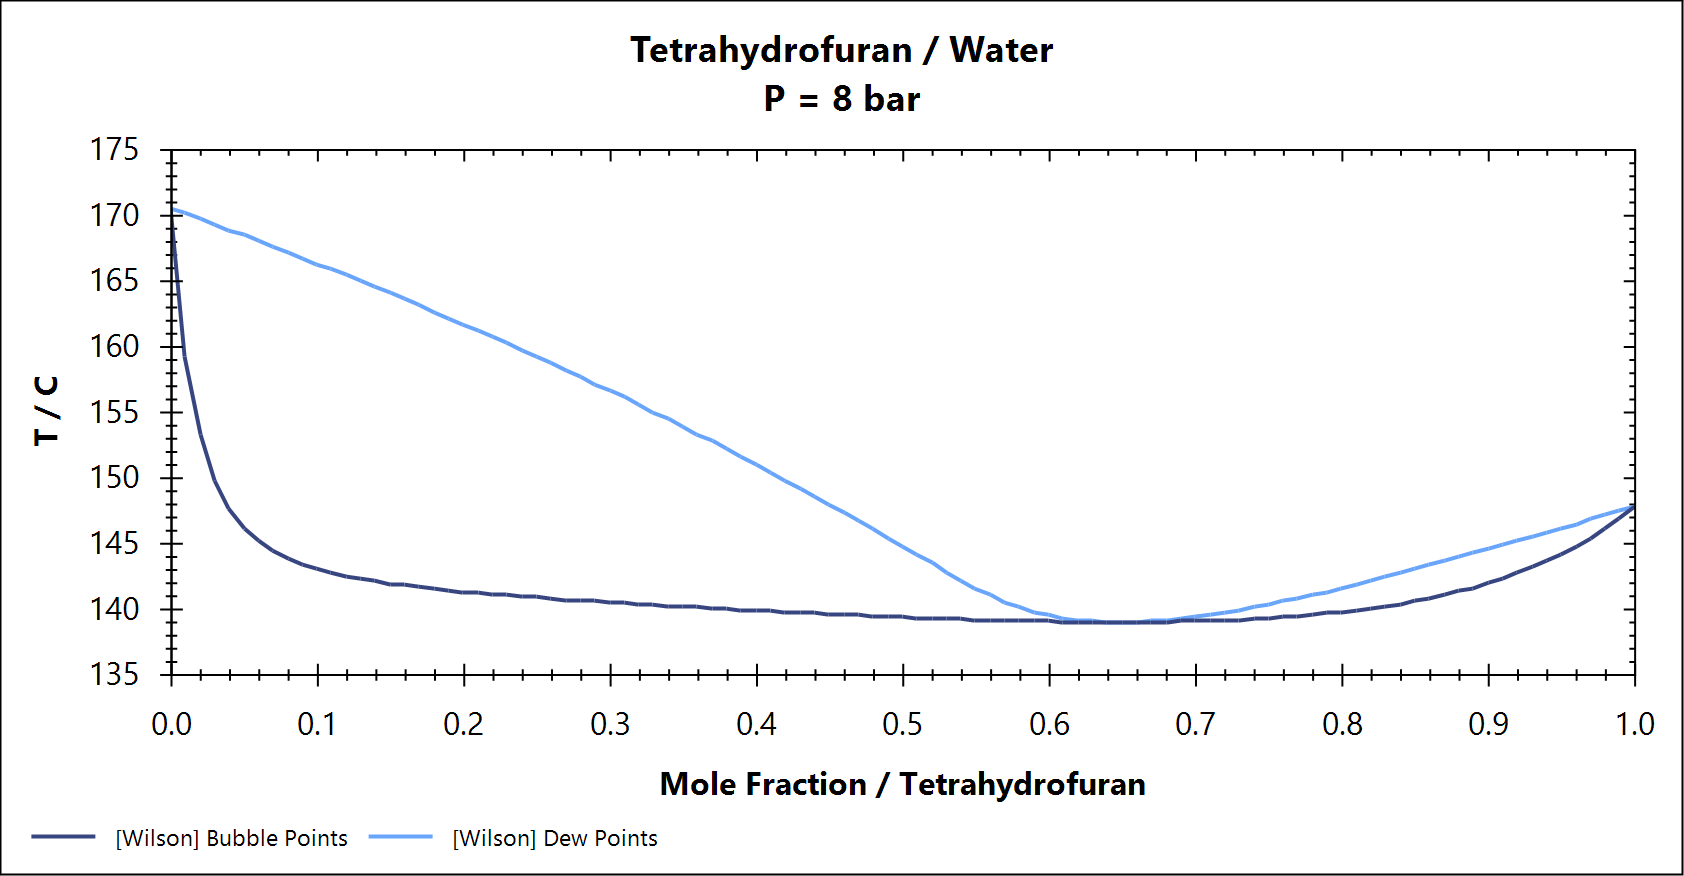 Tetrahydrofuran / Water
P = 8 bar
175
170
165
160
155
150
145
140
135
T / C
0.0 0.1 0.2 0.3 0.4 0.5 0.6 0.7 0.8 0.9 1.0
Mole Fraction / Tetrahydrofuran
[Wilson] Bubble Points [Wilson] Dew Points